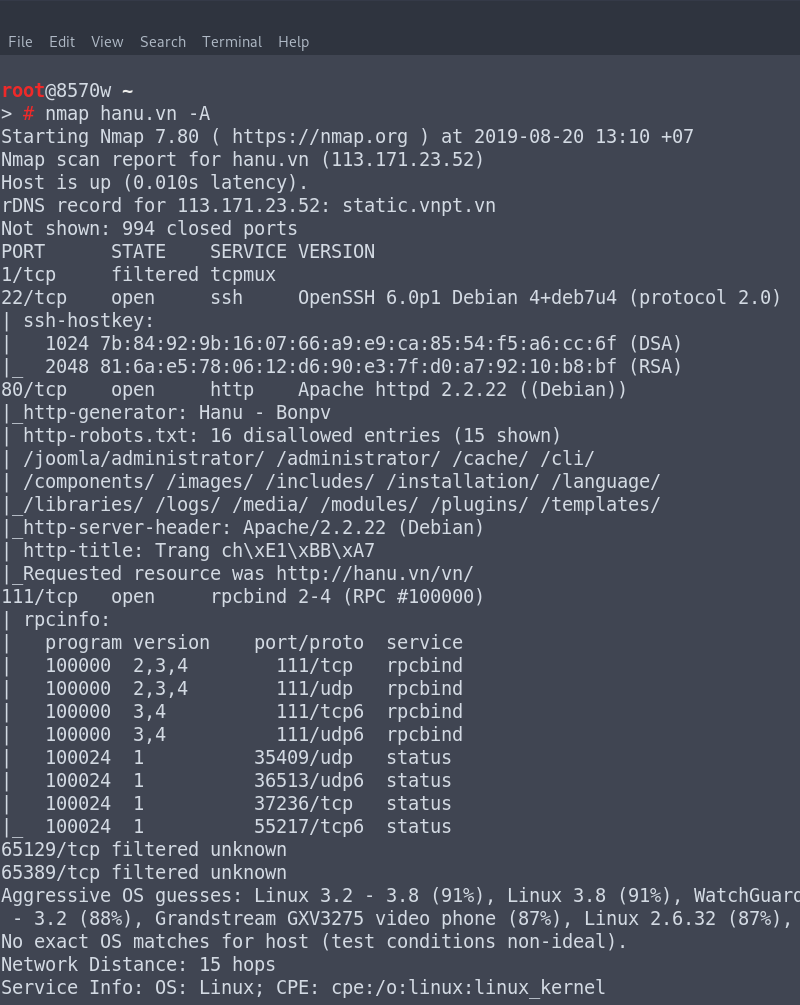 File Edit View Search Terminal Help
root@8570w ~
> # nmap hanu.vn -A
Starting Nmap 7.80 ( https://nmap.org ) at 2019-08-20 13:10 +07
Nmap scan report for hanu.vn (113.171.23.52)
Host is up (0.010s latency).
rDNS record for 113.171.23.52: static.vnpt.vn
Not shown: 994 closed ports
PORT      STATE    SERVICE VERSION
1/tcp     filtered tcpmux
22/tcp    open     ssh     OpenSSH 6.0p1 Debian 4+deb7u4 (protocol 2.0)
| ssh-hostkey:
|   1024 7b:84:92:9b:16:07:66:a9:e9:ca:85:54:f5:a6:cc:6f (DSA)
|_  2048 81:6a:e5:78:06:12:d6:90:e3:7f:d0:a7:92:10:b8:bf (RSA)
80/tcp    open     http    Apache httpd 2.2.22 ((Debian))
|_http-generator: Hanu - Bonpv
| http-robots.txt: 16 disallowed entries (15 shown)
| /joomla/administrator/ /administrator/ /cache/ /cli/
| /components/ /images/ /includes/ /installation/ /language/
|_/libraries/ /logs/ /media/ /modules/ /plugins/ /templates/
|_http-server-header: Apache/2.2.22 (Debian)
| http-title: Trang ch\xE1\xBB\xA7
|_Requested resource was http://hanu.vn/vn/
111/tcp   open     rpcbind 2-4 (RPC #100000)
| rpcinfo:
|   program version    port/proto  service
|   100000  2,3,4        111/tcp   rpcbind
|   100000  2,3,4        111/udp   rpcbind
|   100000  3,4          111/tcp6  rpcbind
|   100000  3,4          111/udp6  rpcbind
|   100024  1          35409/udp   status
|   100024  1          36513/udp6  status
|   100024  1          37236/tcp   status
|_  100024  1          55217/tcp6  status
65129/tcp filtered unknown
65389/tcp filtered unknown
Aggressive OS guesses: Linux 3.2 - 3.8 (91%), Linux 3.8 (91%), WatchGuard
 - 3.2 (88%), Grandstream GXV3275 video phone (87%), Linux 2.6.32 (87%),
No exact OS matches for host (test conditions non-ideal).
Network Distance: 15 hops
Service Info: OS: Linux; CPE: cpe:/o:linux:linux_kernel